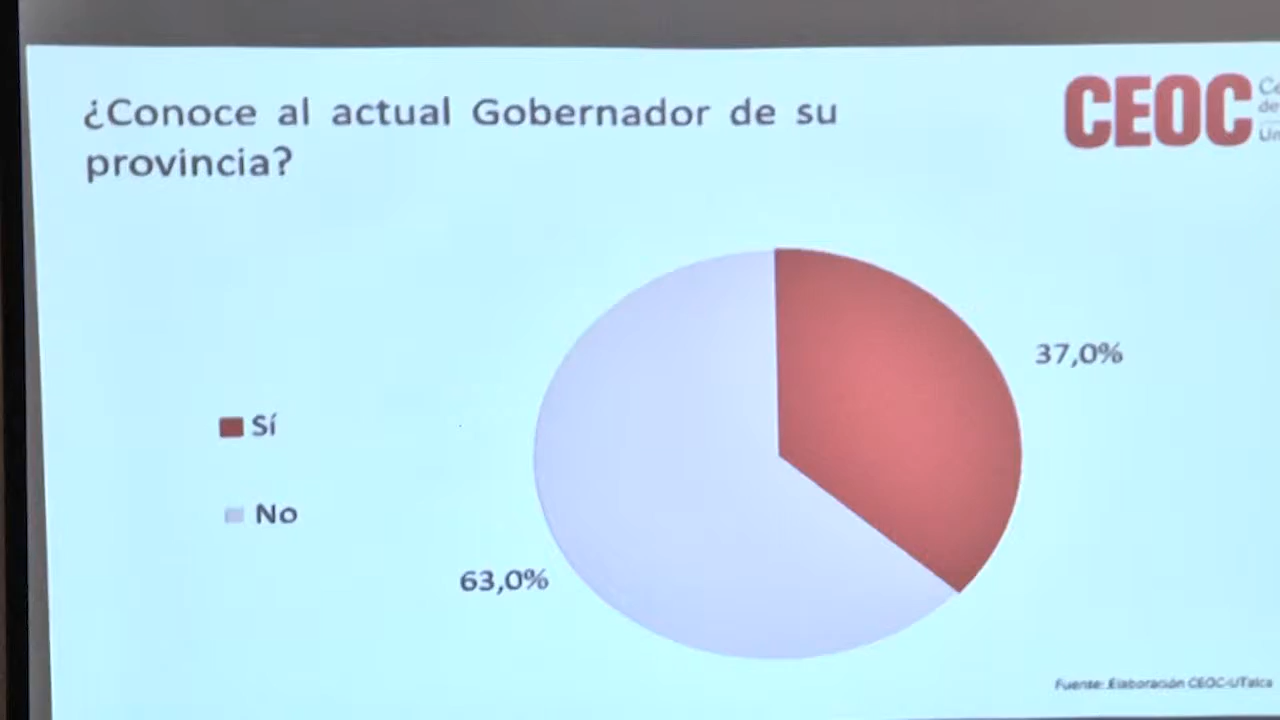 ¿Conoce al actual Gobernador de su
provincia?
CEOC
37,0%
Sí
No
63,0%
Fuente: Elaboración CEOC-UTalca